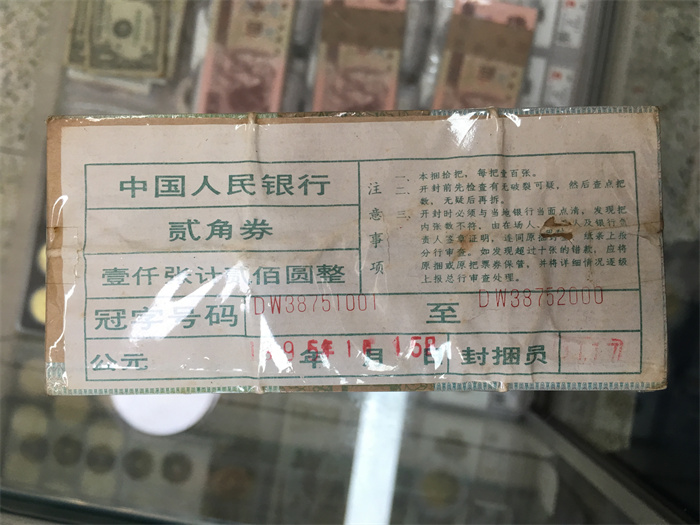 中国人民银行
贰角券
壹仟张计贰佰圆整
冠字号码 DW38751001 至 DW38752000
公元 年 月 日 封捆员
注意事项
一、本捆拾把，每把壹百张。
二、开封前先检查有无破裂可疑，然后查点把
数，无疑后再拆。
三、开封时必须与当地银行当面点清，发现把
内张数不符。由在场人、 人及银行负
责人签章证明，连同原捆 纸条上报
分行审查。如发现超过十张的错款，应将
原捆或原把票券保管。并将详细情况逐级
上报总行审查处理。